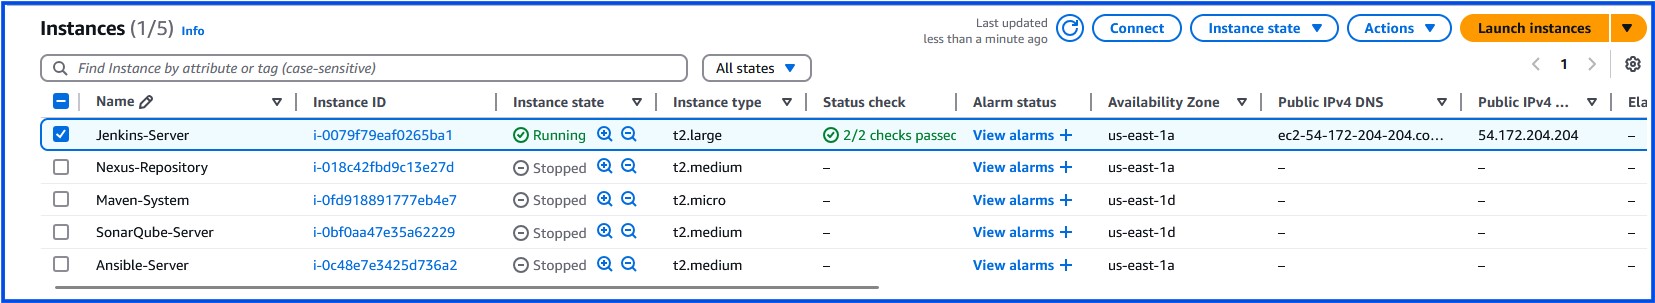 Instances (1/5) Info
Last updated
less than a minute ago
Connect
Instance state
Actions
Launch instances
Find Instance by attribute or tag (case-sensitive)
All states
1
Name Instance ID Instance state Instance type Status check Alarm status Availability Zone Public IPv4 DNS Public IPv4 ... Ela
Jenkins-Server i-0079f79eaf0265ba1 Running t2.large 2/2 checks passec View alarms + us-east-1a ec2-54-172-204-204.co... 54.172.204.204 –
Nexus-Repository i-018c42fbd9c13e27d Stopped t2.medium – View alarms + us-east-1a – – –
Maven-System i-0fd918891777eb4e7 Stopped t2.micro – View alarms + us-east-1d – – –
SonarQube-Server i-0bf0aa47e35a62229 Stopped t2.medium – View alarms + us-east-1d – – –
Ansible-Server i-0c48e7e3425d736a2 Stopped t2.medium – View alarms + us-east-1a – – –